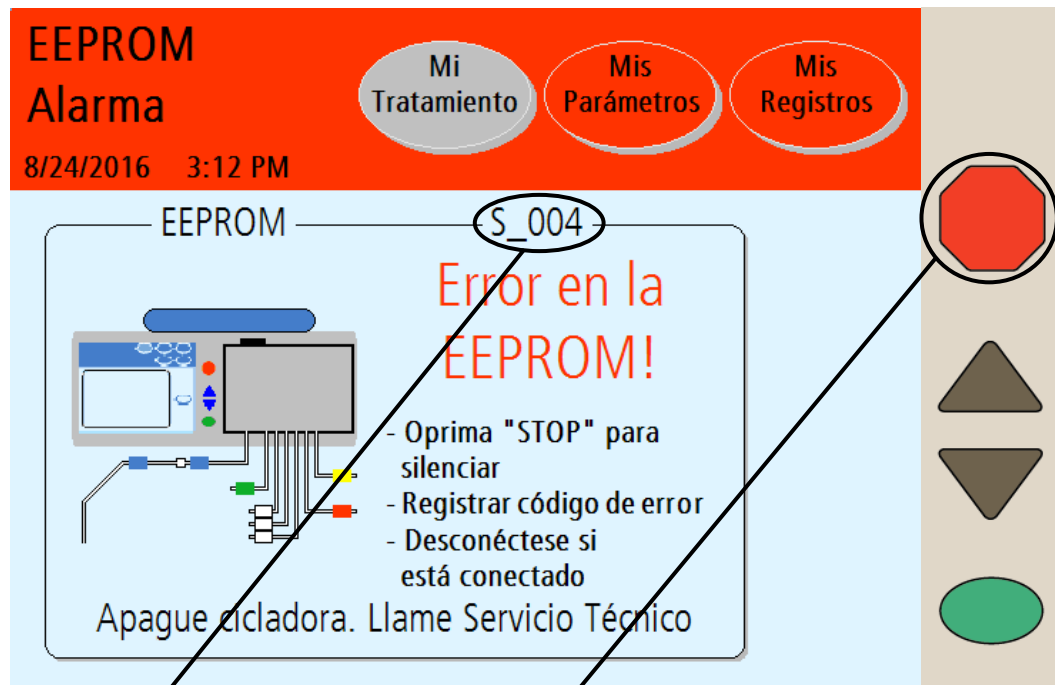 EEPROM
Alarma
8/24/2016 3:12 PM
Mi
Tratamiento
Mis
Parámetros
Mis
Registros
EEPROM
S_004
Error en la
EEPROM!
- Oprima "STOP" para
silenciar
- Registrar código de error
- Desconéctese si
está conectado
Apague cicladora. Llame Servicio Técnico